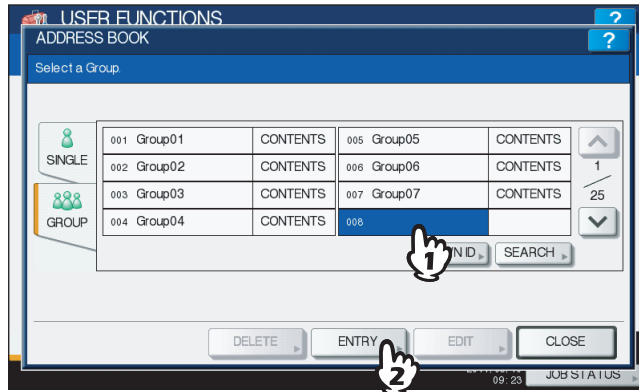 USER FUNCTIONS ?
ADDRESS BOOK ?
Select a Group.
SINGLE
GROUP
001 Group01 CONTENTS 005 Group05 CONTENTS
002 Group02 CONTENTS 006 Group06 CONTENTS 1
003 Group03 CONTENTS 007 Group07 CONTENTS 25
004 Group04 CONTENTS 008
1
ID SEARCH
DELETE ENTRY EDIT CLOSE
2
09: 23 JOB STATUS